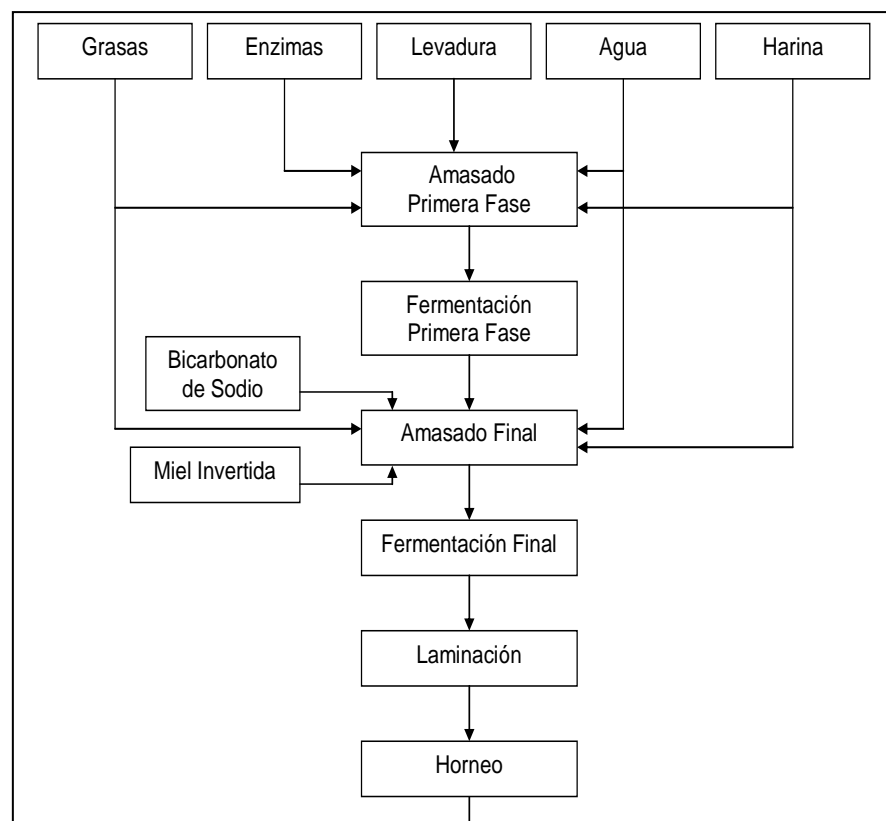 Grasas
Enzimas
Levadura
Agua
Harina
Amasado
Primera Fase
Fermentación
Primera Fase
Bicarbonato
de Sodio
Amasado Final
Miel Invertida
Fermentación Final
Laminación
Horneo